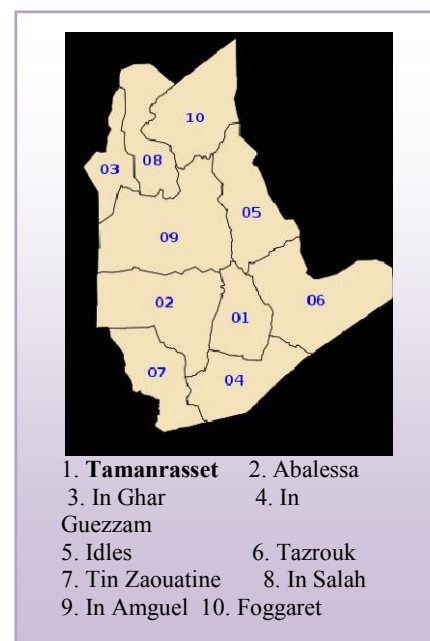 10
08
03
05
09
06
02
01
07
04
1. Tamanrasset 2. Abalessa
3. In Ghar 4. In
Guezzam
5. Idles 6. Tazrouk
7. Tin Zaouatine 8. In Salah
9. In Amguel 10. Foggaret